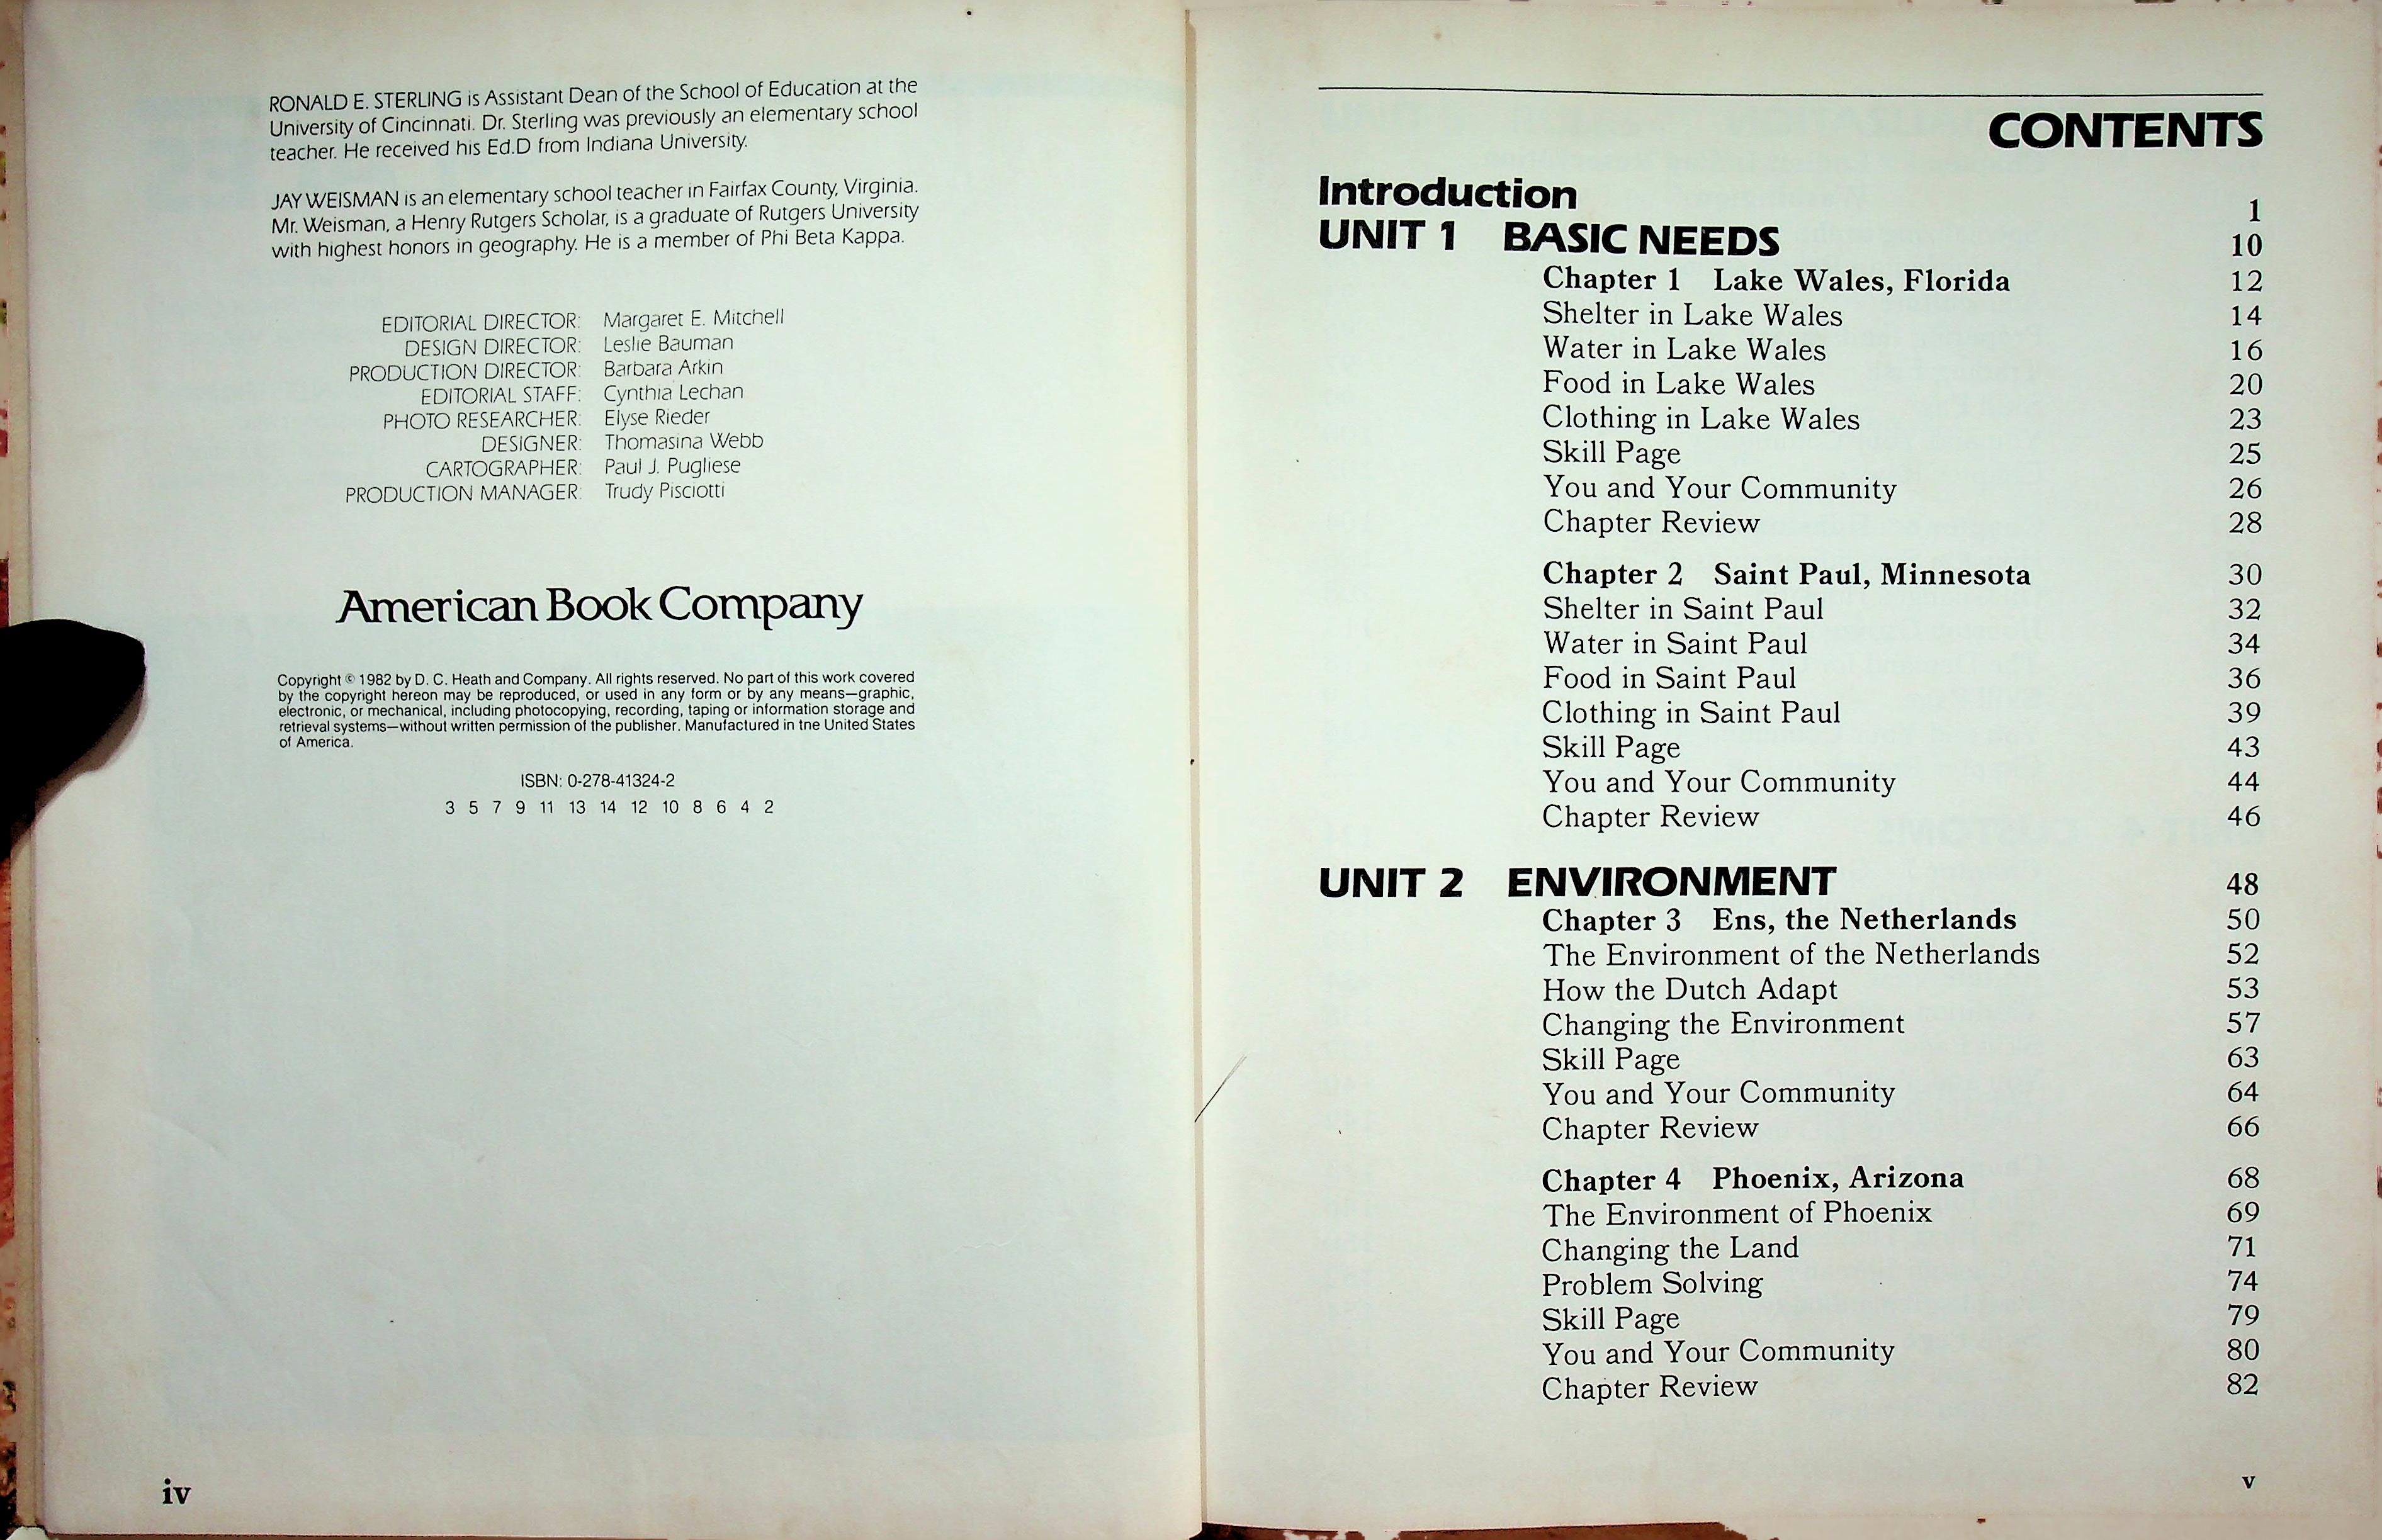 RONALD E. STERLING is Assistant Dean of the School of Education at the
University of Cincinnati. Dr. Sterling was previously an elementary school
teacher. He received his Ed.D from Indiana University.
JAY WEISMAN is an elementary school teacher in Fairfax County, Virginia.
Mr. Weisman, a Henry Rutgers Scholar, is a graduate of Rutgers University
with highest honors in geography. He is a member of Phi Beta Kappa.
EDITORIAL DIRECTOR: Margaret E. Mitchell
DESIGN DIRECTOR: Leslie Bauman
PRODUCTION DIRECTOR: Barbara Arkin
EDITORIAL STAFF: Cynthia Lechan
PHOTO RESEARCHER: Elyse Rieder
DESIGNER: Thomasina Webb
CARTOGRAPHER: Paul J. Pugliese
PRODUCTION MANAGER: Trudy Pisciotti
American Book Company
Copyright © 1982 by D. C. Heath and Company. All rights reserved. No part of this work covered
by the copyright hereon may be reproduced, or used in any form or by any means—graphic,
electronic, or mechanical, including photocopying, recording, taping or information storage and
retrieval systems—without written permission of the publisher. Manufactured in the United States
of America.
ISBN: 0-278-41324-2
3 5 7 9 11 13 14 12 10 8 6 4 2
iv
CONTENTS
Introduction 1
UNIT 1 BASIC NEEDS 10
Chapter 1 Lake Wales, Florida 12
Shelter in Lake Wales 14
Water in Lake Wales 16
Food in Lake Wales 20
Clothing in Lake Wales 23
Skill Page 25
You and Your Community 26
Chapter Review 28
Chapter 2 Saint Paul, Minnesota 30
Shelter in Saint Paul 32
Water in Saint Paul 34
Food in Saint Paul 36
Clothing in Saint Paul 39
Skill Page 43
You and Your Community 44
Chapter Review 46
UNIT 2 ENVIRONMENT 48
Chapter 3 Ens, the Netherlands 50
The Environment of the Netherlands 52
How the Dutch Adapt 53
Changing the Environment 57
Skill Page 63
You and Your Community 64
Chapter Review 66
Chapter 4 Phoenix, Arizona 68
The Environment of Phoenix 69
Changing the Land 71
Problem Solving 74
Skill Page 79
You and Your Community 80
Chapter Review 82
v